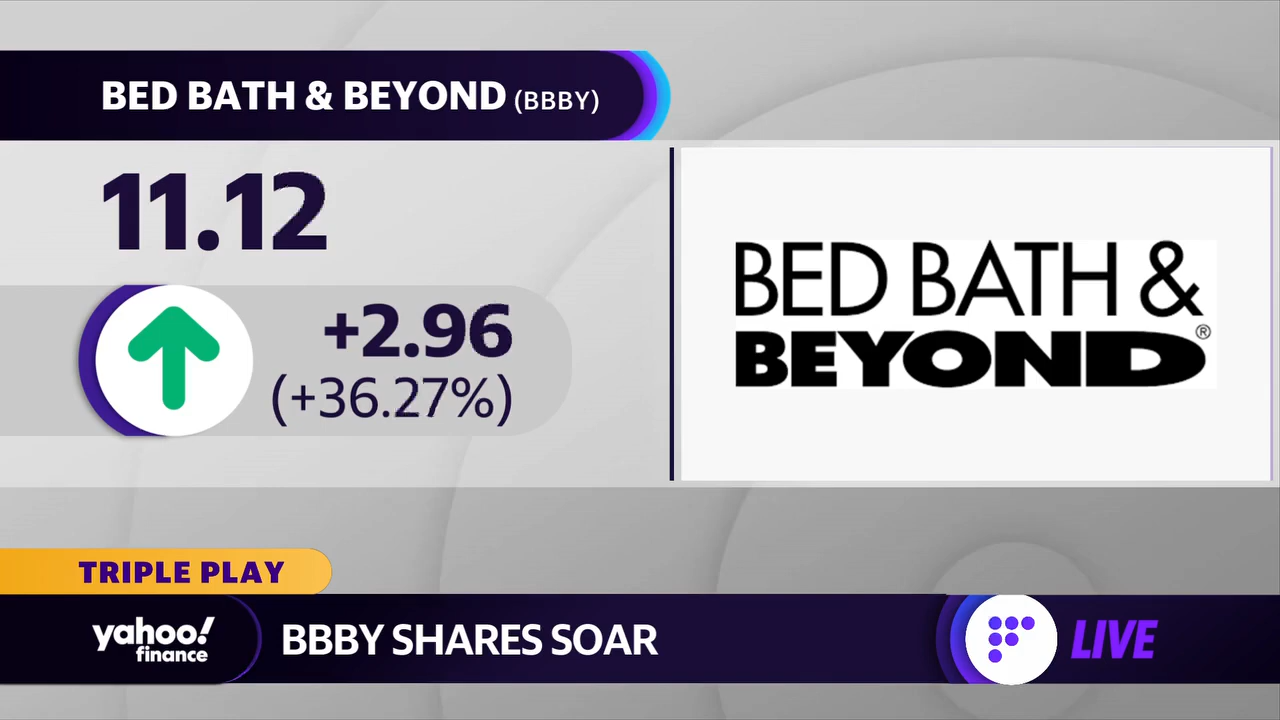 BED BATH & BEYOND (BBBY)
11.12
+2.96
(+36.27%)
BED BATH &
BEYOND®
TRIPLE PLAY
yahoo!
finance
BBBY SHARES SOAR
LIVE